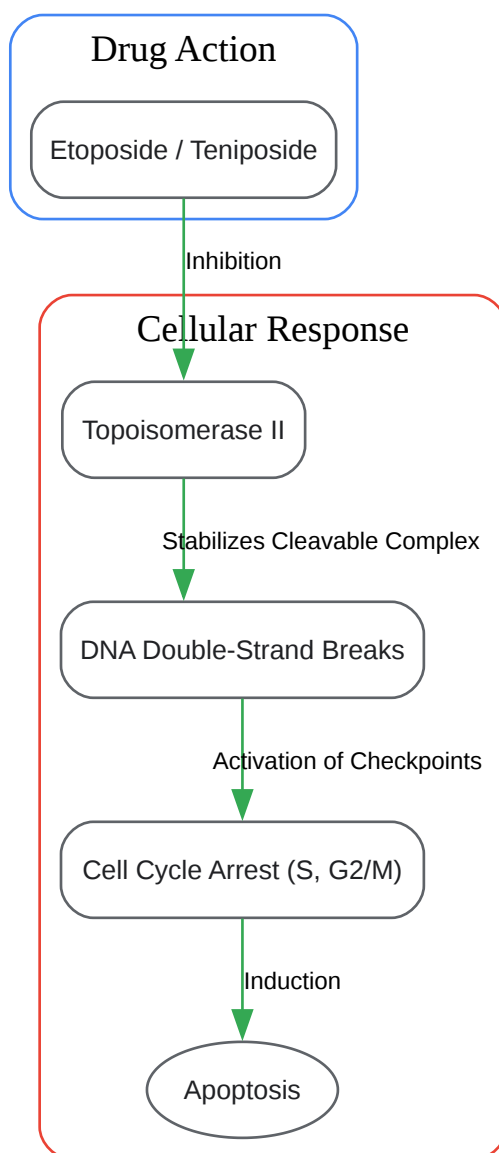 Drug Action
Etoposide / Teniposide
Inhibition
Cellular Response
Topoisomerase II
Stabilizes Cleavable Complex
DNA Double-Strand Breaks
Activation of Checkpoints
Cell Cycle Arrest (S, G2/M)
Induction
Apoptosis